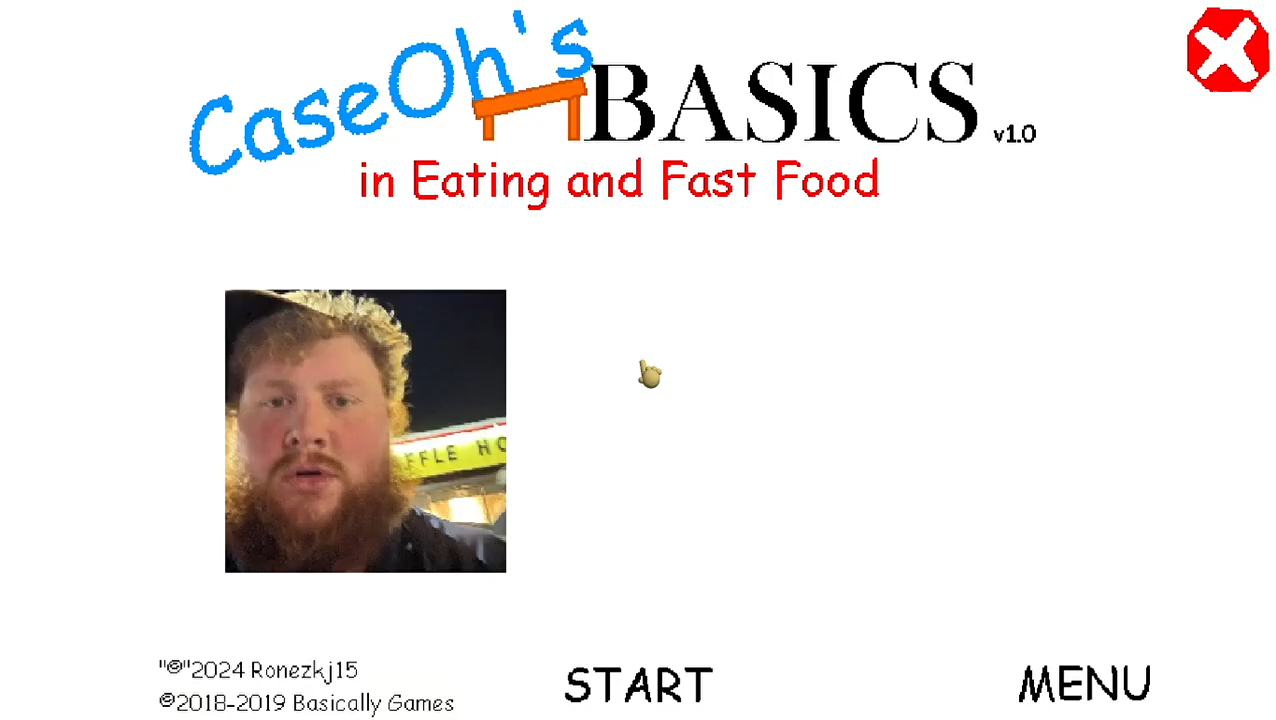 CaseOh's BASICS v1.0
in Eating and Fast Food
FFLE HO
"©"2024 Ronezkj15
©2018-2019 Basically Games
START
MENU